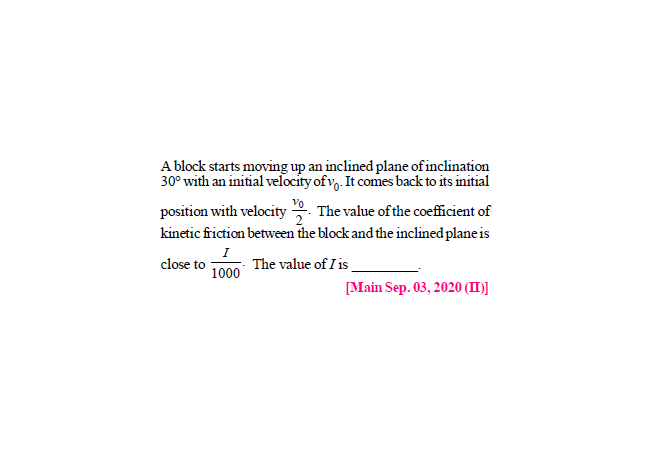 A block starts moving up an inclined plane of inclination
30° with an initial velocity of v₀. It comes back to its initial
position with velocity v₀/2. The value of the coefficient of
kinetic friction between the block and the inclined plane is
close to I/1000. The value of I is ________.
[Main Sep. 03, 2020 (II)]